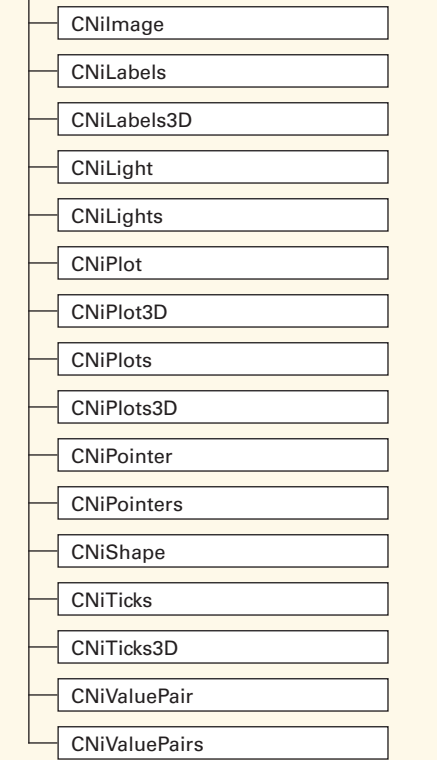 CNiImage
CNiLabels
CNiLabels3D
CNiLight
CNiLights
CNiPlot
CNiPlot3D
CNiPlots
CNiPlots3D
CNiPointer
CNiPointers
CNiShape
CNiTicks
CNiTicks3D
CNiValuePair
CNiValuePairs